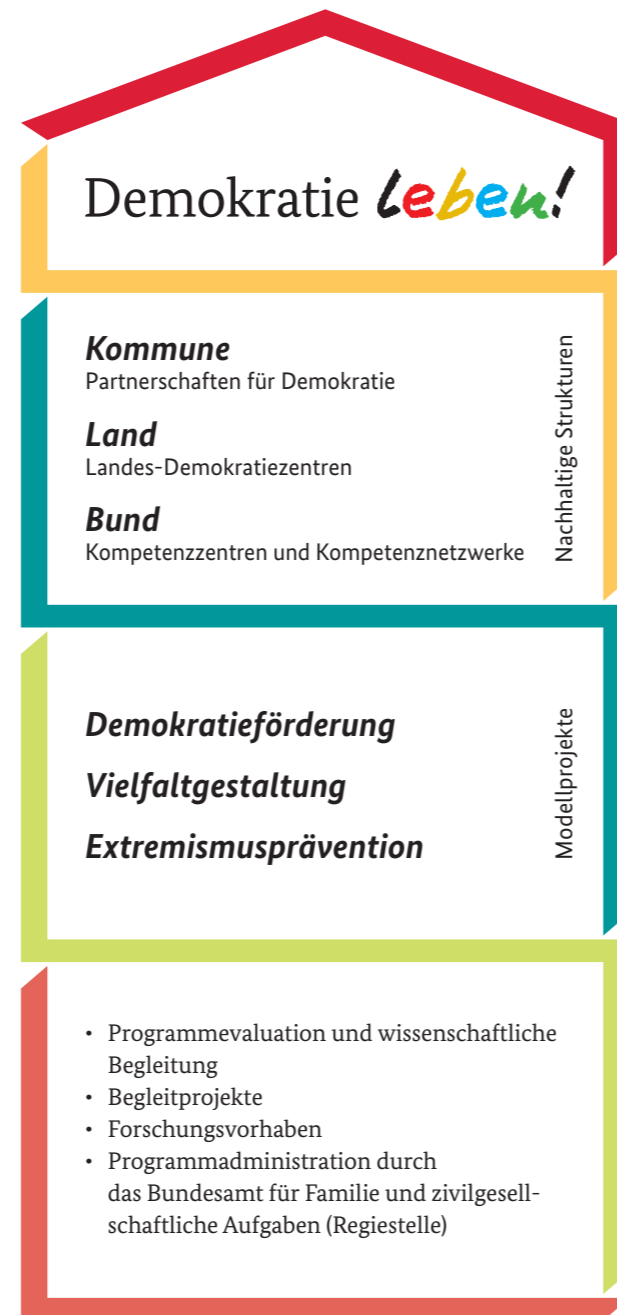 Demokratie Leben!
Kommune
Partnerschaften für Demokratie
Land
Landes-Demokratiezentren
Bund
Kompetenzzentren und Kompetenznetzwerke
Nachhaltige Strukturen
Demokratieförderung
Vielfaltgestaltung
Extremismusprävention
Modellprojekte
• Programmevaluation und wissenschaftliche
Begleitung
• Begleitprojekte
• Forschungsvorhaben
• Programmadministration durch
das Bundesamt für Familie und zivilgesell-
schaftliche Aufgaben (Regiestelle)